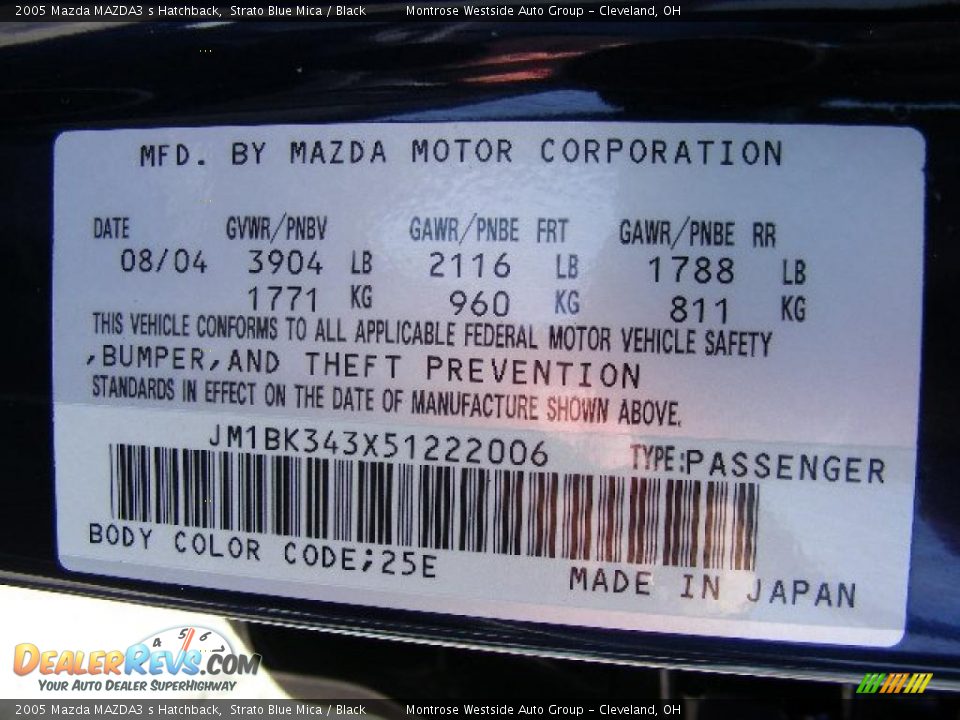 2005 Mazda MAZDA3 s Hatchback, Strato Blue Mica / Black Montrose Westside Auto Group - Cleveland, OH
MFD. BY MAZDA MOTOR CORPORATION
DATE GVWR/PNBV GAWR/PNBE FRT GAWR/PNBE RR
08/04 3904 LB 2116 LB 1788 LB
1771 KG 960 KG 811 KG
THIS VEHICLE CONFORMS TO ALL APPLICABLE FEDERAL MOTOR VEHICLE SAFETY
,BUMPER,AND THEFT PREVENTION
STANDARDS IN EFFECT ON THE DATE OF MANUFACTURE SHOWN ABOVE.
JM1BK343X51222006 TYPE:PASSENGER
BODY COLOR CODE;25E
MADE IN JAPAN
4 5 6
DEALERREVS.COM
YOUR AUTO DEALER SUPERHIGHWAY
2005 Mazda MAZDA3 s Hatchback, Strato Blue Mica / Black Montrose Westside Auto Group - Cleveland, OH